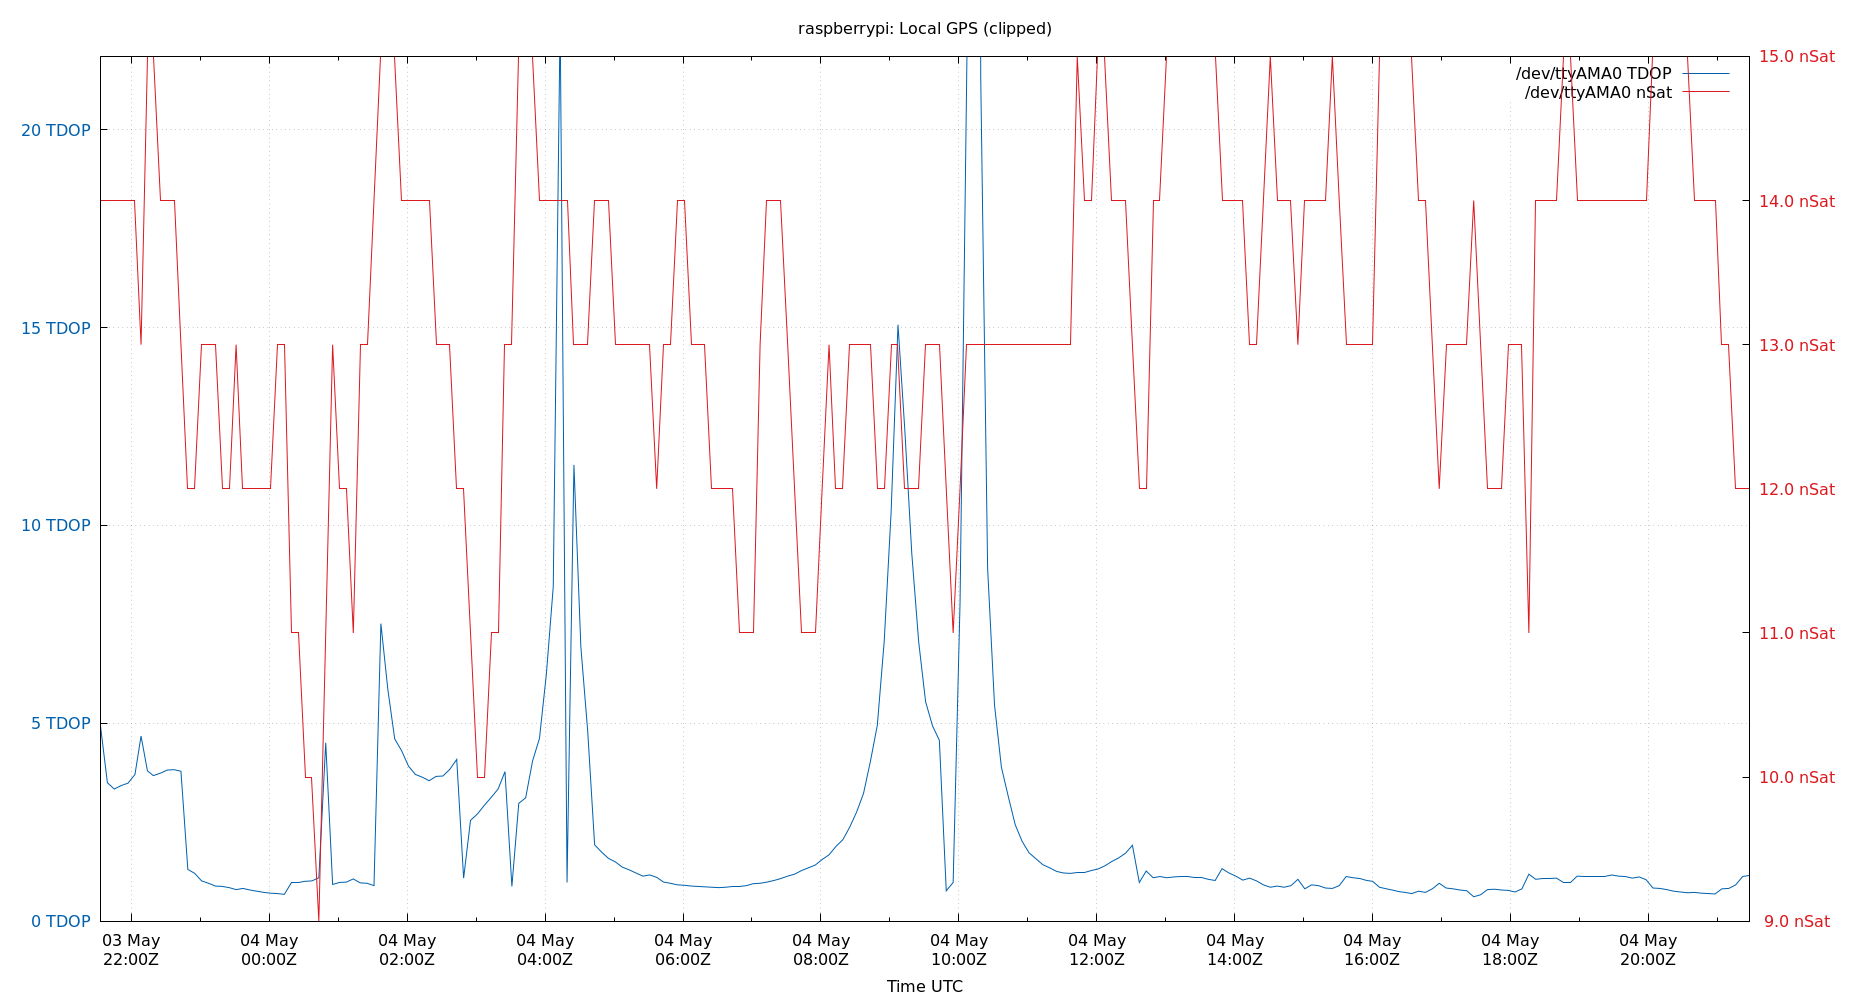 raspberrypi: Local GPS (clipped)
/dev/ttyAMA0 TDOP
/dev/ttyAMA0 nSat
20 TDOP
15 TDOP
10 TDOP
5 TDOP
0 TDOP
15.0 nSat
14.0 nSat
13.0 nSat
12.0 nSat
11.0 nSat
10.0 nSat
9.0 nSat
03 May
22:00Z
04 May
00:00Z
04 May
02:00Z
04 May
04:00Z
04 May
06:00Z
04 May
08:00Z
04 May
10:00Z
04 May
12:00Z
04 May
14:00Z
04 May
16:00Z
04 May
18:00Z
04 May
20:00Z
Time UTC